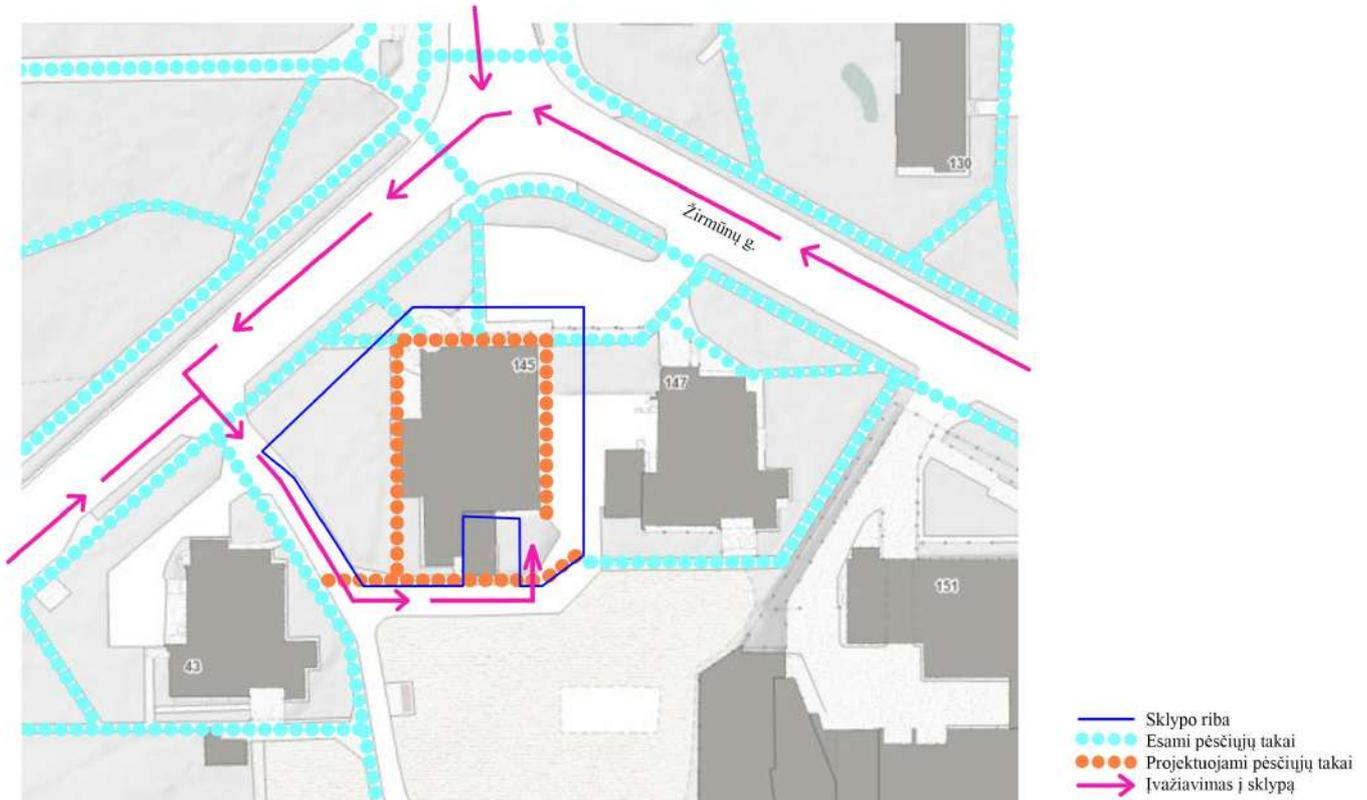 130
Žirmūnų g.
145
147
151
43
Sklypo riba
Esami pėsčiųjų takai
Projektuojami pėsčiųjų takai
Įvažiavimas į sklypą